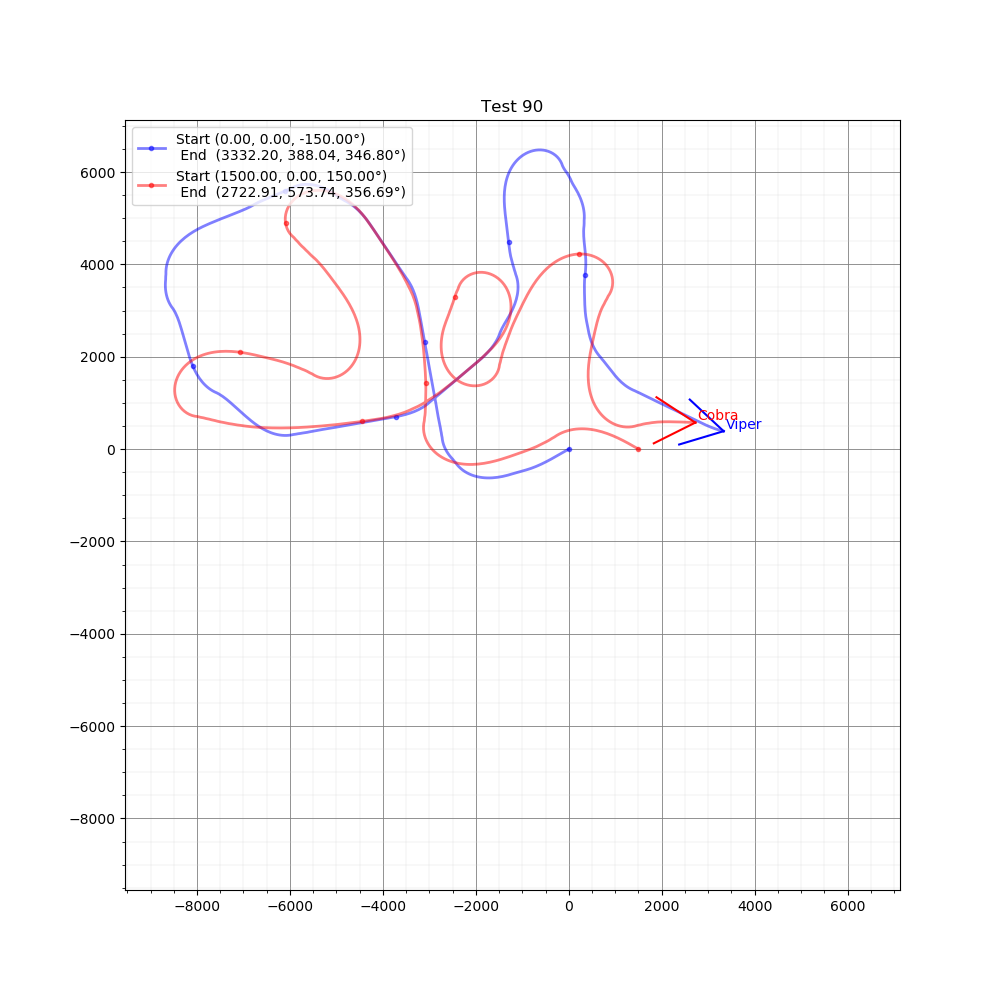 Test 90
Start (0.00, 0.00, -150.00°)
End (3332.20, 388.04, 346.80°)
Start (1500.00, 0.00, 150.00°)
End (2722.91, 573.74, 356.69°)
6000
4000
2000
0
−2000
−4000
−6000
−8000
Cobra
Viper
−8000 −6000 −4000 −2000 0 2000 4000 6000